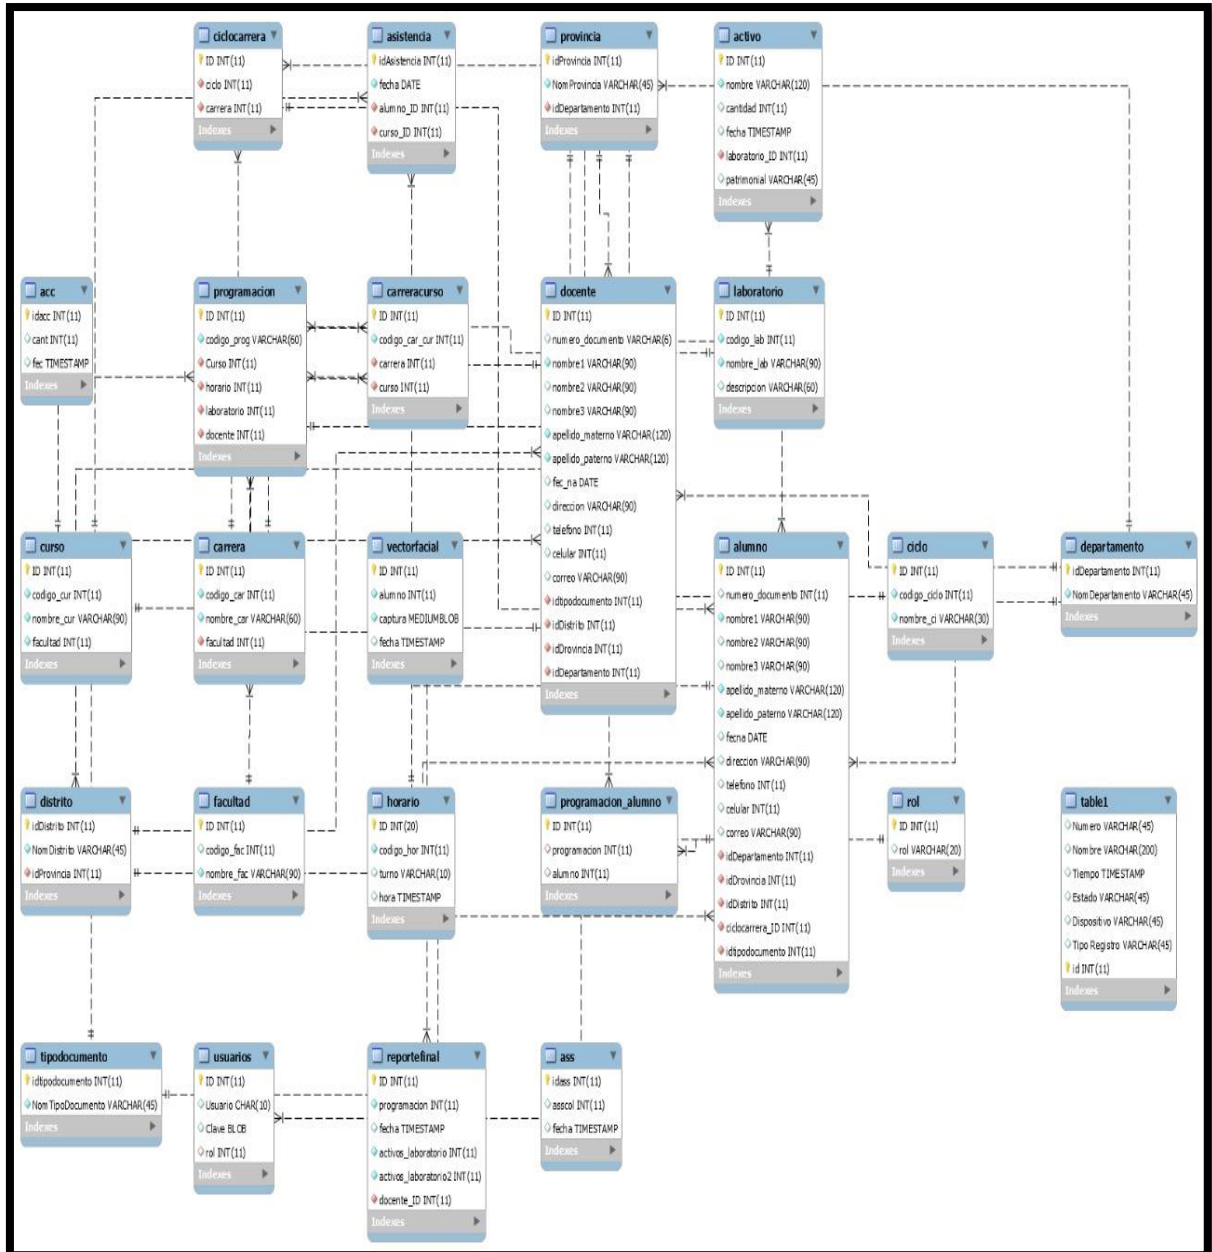 ciclocarrera
ID INT(11)
ciclo INT(11)
carrera INT(11)
Indexes
asistencia
idAsistencia INT(11)
fecha DATE
alumno_ID INT(11)
curso_ID INT(11)
Indexes
provincia
idProvincia INT(11)
NomProvincia VARCHAR(45)
idDepartamento INT(11)
Indexes
activo
ID INT(11)
nombre VARCHAR(120)
cantidad INT(11)
fecha TIMESTAMP
laboratorio_ID INT(11)
patrimonial VARCHAR(45)
Indexes
acc
idacc INT(11)
cant INT(11)
fec TIMESTAMP
Indexes
programacion
ID INT(11)
codigo_prog VARCHAR(60)
Curso INT(11)
horario INT(11)
laboratorio INT(11)
docente INT(11)
Indexes
carreracurso
ID INT(11)
codigo_car_cur INT(11)
carrera INT(11)
curso INT(11)
Indexes
docente
ID INT(11)
numero_documento VARCHAR(6)
nombre1 VARCHAR(90)
nombre2 VARCHAR(90)
nombre3 VARCHAR(90)
apellido_materno VARCHAR(120)
apellido_paterno VARCHAR(120)
fec_na DATE
direccion VARCHAR(90)
telefono INT(11)
celular INT(11)
correo VARCHAR(90)
idtipodocumento INT(11)
idDistrito INT(11)
idDrovincia INT(11)
idDepartamento INT(11)
Indexes
laboratorio
ID INT(11)
codigo_lab INT(11)
nombre_lab VARCHAR(90)
descripcion VARCHAR(60)
Indexes
curso
ID INT(11)
codigo_cur INT(11)
nombre_cur VARCHAR(90)
facultad INT(11)
Indexes
carrera
ID INT(11)
codigo_car INT(11)
nombre_car VARCHAR(60)
facultad INT(11)
Indexes
vectorfacial
ID INT(11)
alumno INT(11)
captura MEDIUMBLOB
fecha TIMESTAMP
Indexes
alumno
ID INT(11)
numero_documento INT(11)
nombre1 VARCHAR(90)
nombre2 VARCHAR(90)
nombre3 VARCHAR(90)
apellido_materno VARCHAR(120)
apellido_paterno VARCHAR(120)
fecna DATE
direccion VARCHAR(90)
telefono INT(11)
celular INT(11)
correo VARCHAR(90)
idDepartamento INT(11)
idDrovincia INT(11)
idDistrito INT(11)
ciclocarrera_ID INT(11)
idtipodocumento INT(11)
Indexes
ciclo
ID INT(11)
codigo_ciclo INT(11)
nombre_ci VARCHAR(30)
Indexes
departamento
idDepartamento INT(11)
NomDepartamento VARCHAR(45)
Indexes
distrito
idDistrito INT(11)
NomDistrito VARCHAR(45)
idProvincia INT(11)
Indexes
facultad
ID INT(11)
codigo_fac INT(11)
nombre_fac VARCHAR(90)
Indexes
horario
ID INT(20)
codigo_hor INT(11)
turno VARCHAR(10)
hora TIMESTAMP
Indexes
programacion_alumno
ID INT(11)
programacion INT(11)
alumno INT(11)
Indexes
rol
ID INT(11)
rol VARCHAR(20)
Indexes
table1
Numero VARCHAR(45)
Nombre VARCHAR(200)
Tiempo TIMESTAMP
Estado VARCHAR(45)
Dispositivo VARCHAR(45)
Tipo Registro VARCHAR(45)
id INT(11)
Indexes
tipodocumento
idtipodocumento INT(11)
NomTipoDocumento VARCHAR(45)
Indexes
usuarios
ID INT(11)
Usuario CHAR(10)
Clave BLOB
rol INT(11)
Indexes
reportefinal
ID INT(11)
programacion INT(11)
fecha TIMESTAMP
activos_laboratorio INT(11)
activos_laboratorio2 INT(11)
docente_ID INT(11)
Indexes
ass
idass INT(11)
asscol INT(11)
fecha TIMESTAMP
Indexes